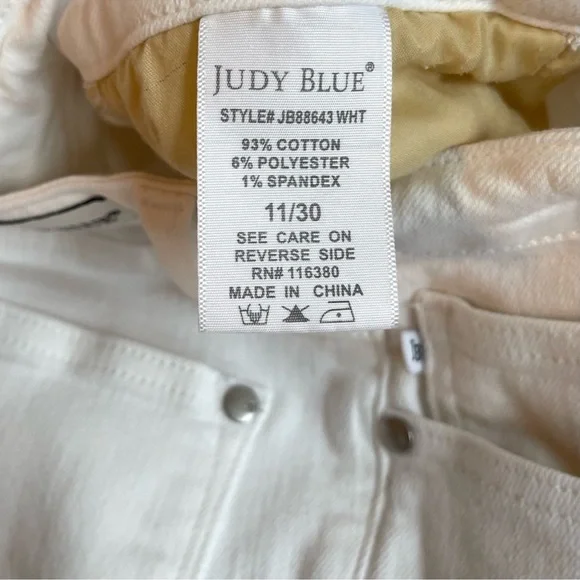 JUDY BLUE®
STYLE# JB88643 WHT
93% COTTON
6% POLYESTER
1% SPANDEX
11/30
SEE CARE ON
REVERSE SIDE
RN# 116380
MADE IN CHINA